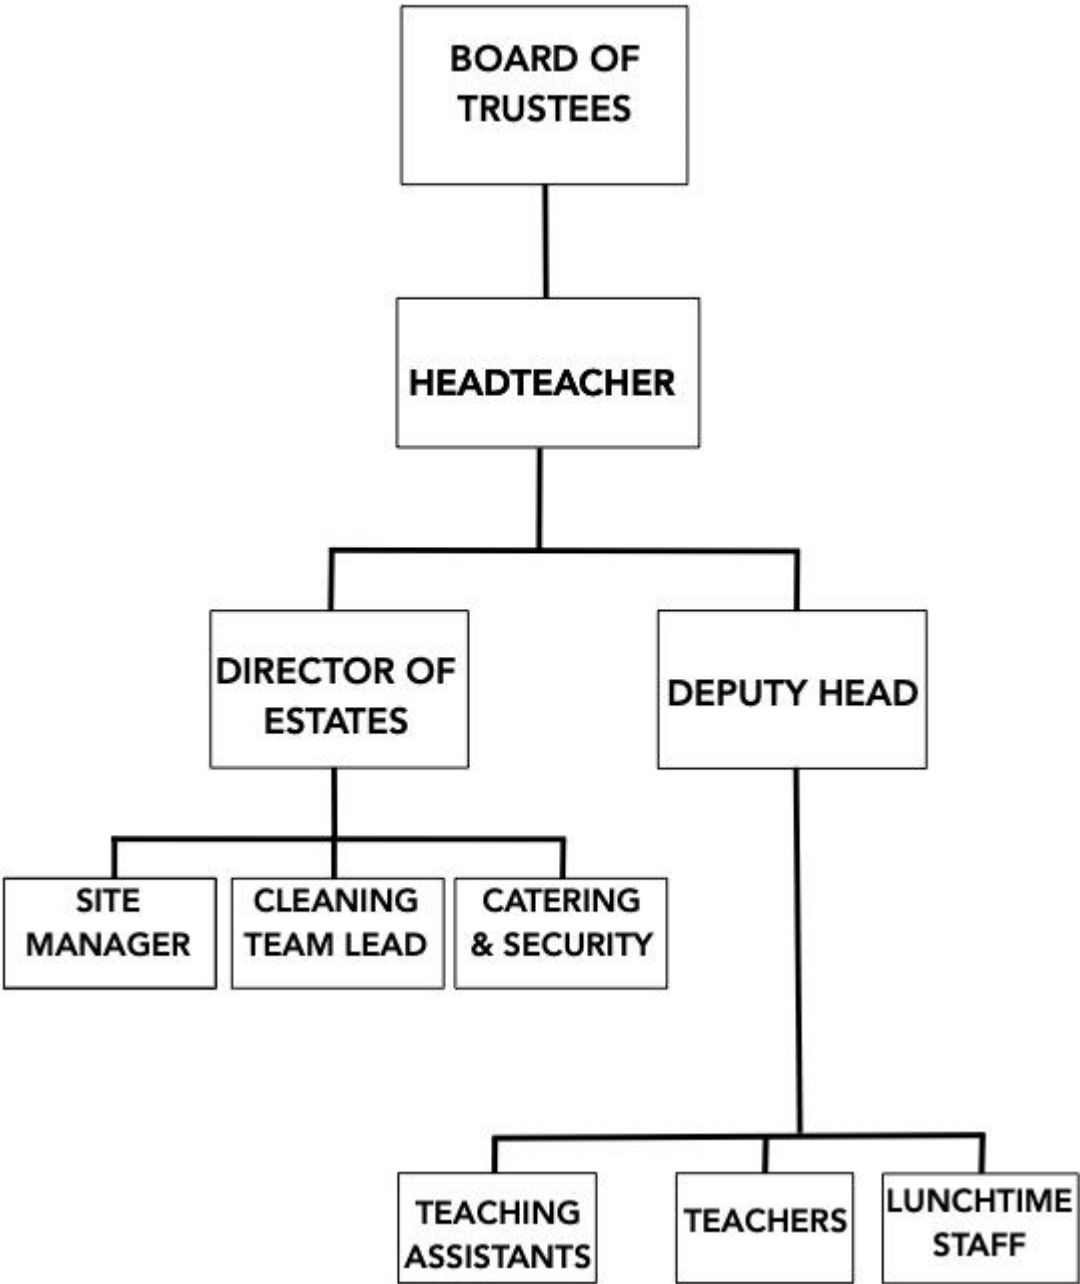 BOARD OF
TRUSTEES
HEADTEACHER
DIRECTOR OF
ESTATES
DEPUTY HEAD
SITE
MANAGER
CLEANING
TEAM LEAD
CATERING
& SECURITY
TEACHING
ASSISTANTS
TEACHERS
LUNCHTIME
STAFF